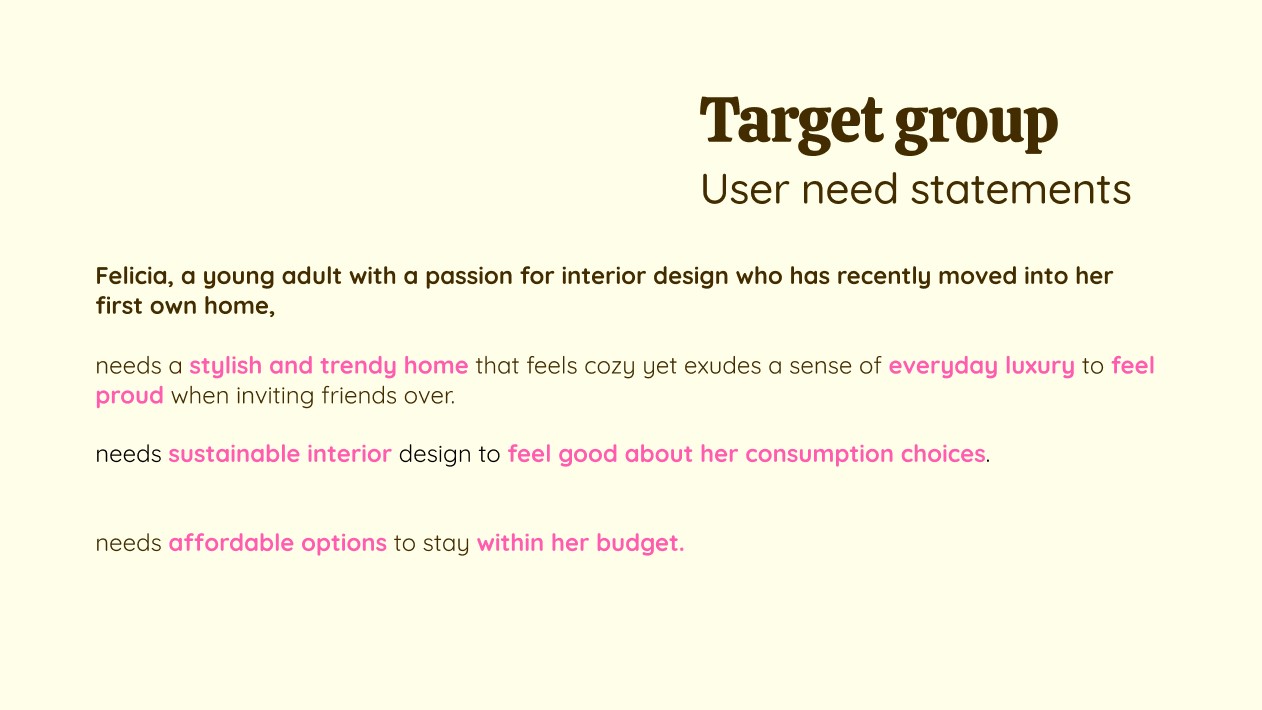 Target group
User need statements
Felicia, a young adult with a passion for interior design who has recently moved into her
first own home,
needs a stylish and trendy home that feels cozy yet exudes a sense of everyday luxury to feel
proud when inviting friends over.
needs sustainable interior design to feel good about her consumption choices.
needs affordable options to stay within her budget.